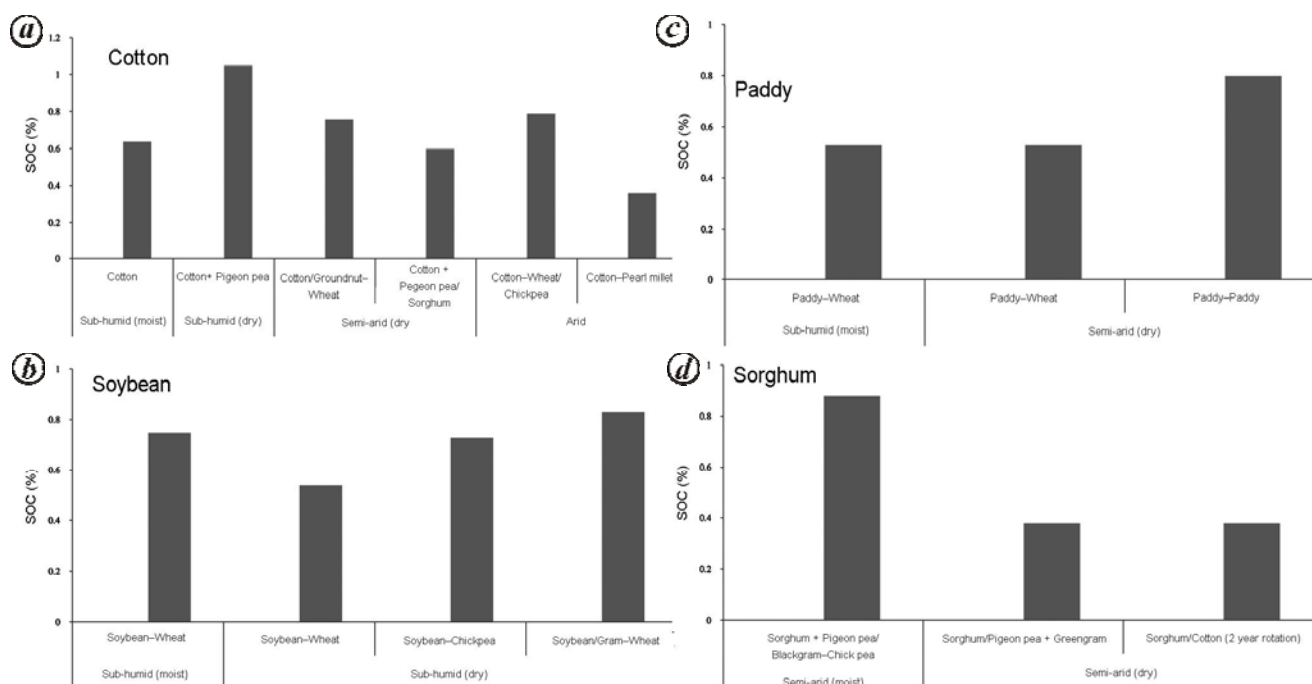 a
Cotton
SOC (%)
1.2
1
0.8
0.6
0.4
0.2
0
Cotton
Cotton+ Pigeon pea
Cotton/Groundnut–
Wheat
Cotton +
Pegeon pea/
Sorghum
Cotton–Wheat/
Chickpea
Cotton–Pearl millet
Sub-humid (moist)
Sub-humid (dry)
Semi-arid (dry)
Arid
b
Soybean
SOC (%)
1
0.8
0.6
0.4
0.2
0
Soybean–Wheat
Soybean–Wheat
Soybean–Chickpea
Soybean/Gram–Wheat
Sub-humid (moist)
Sub-humid (dry)
c
Paddy
SOC (%)
1
0.8
0.6
0.4
0.2
0
Paddy–Wheat
Paddy–Wheat
Paddy–Paddy
Sub-humid (moist)
Semi-arid (dry)
d
Sorghum
SOC (%)
1
0.8
0.6
0.4
0.2
0
Sorghum + Pigeon pea/
Blackgram–Chick pea
Sorghum/Pigeon pea + Greengram
Sorghum/Cotton (2 year rotation)
Semi-arid (moist)
Semi-arid (dry)